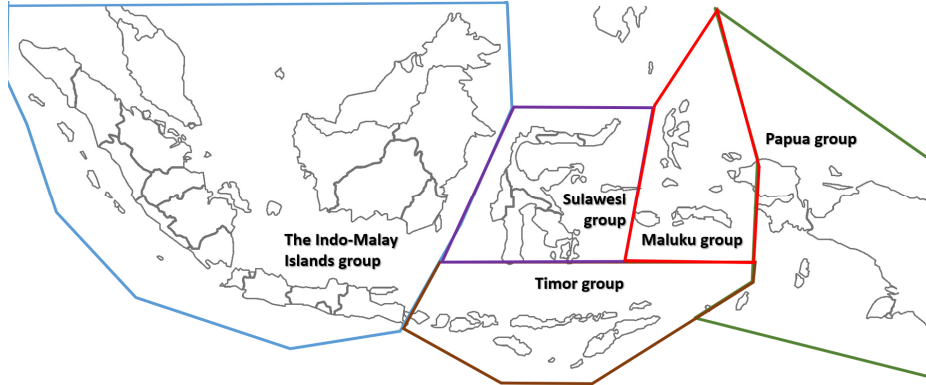 Papua group
Sulawesi
group
The Indo-Malay
Islands group
Maluku group
Timor group